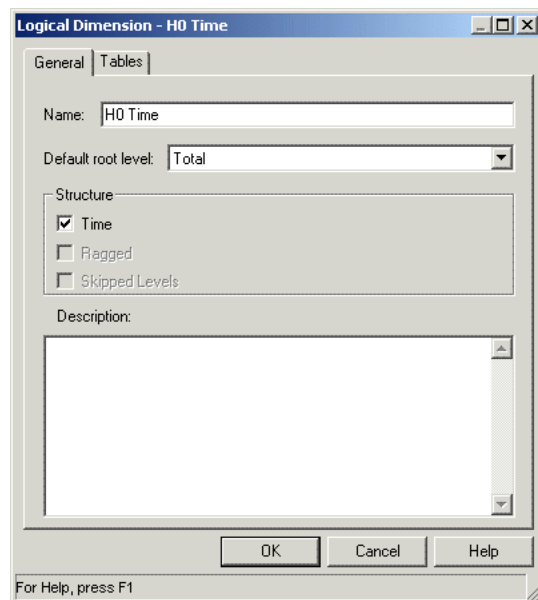 Logical Dimension - H0 Time
General Tables
Name: H0 Time
Default root level: Total
Structure
Time
Ragged
Skipped Levels
Description:
OK Cancel Help
For Help, press F1